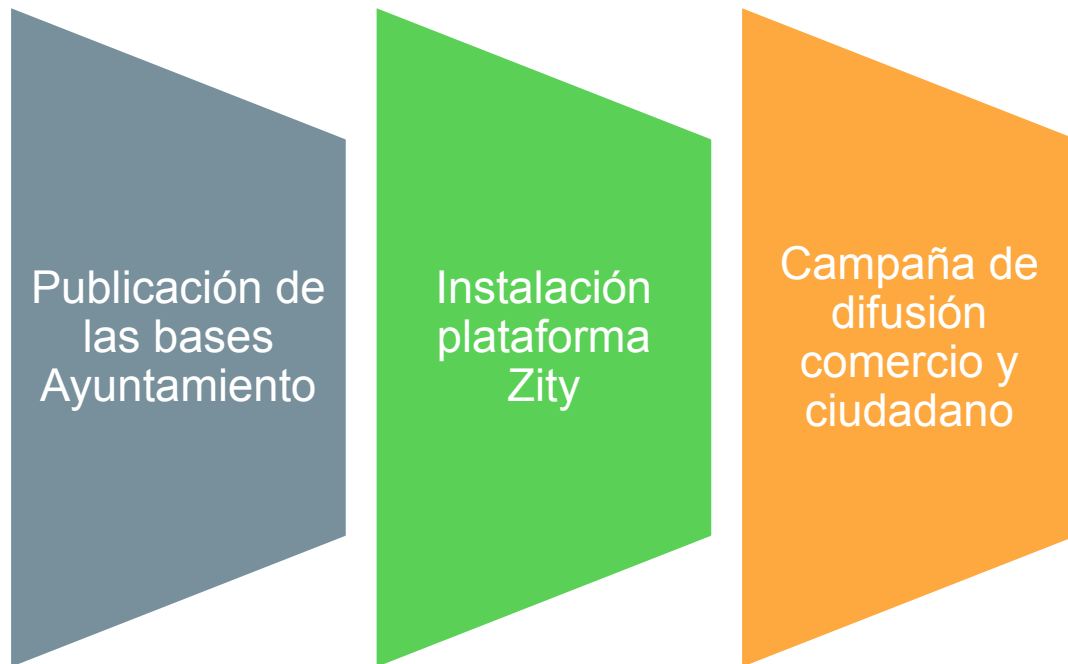 Publicación de
las bases
Ayuntamiento
Instalación
plataforma
Zity
Campaña de
difusión
comercio y
ciudadano